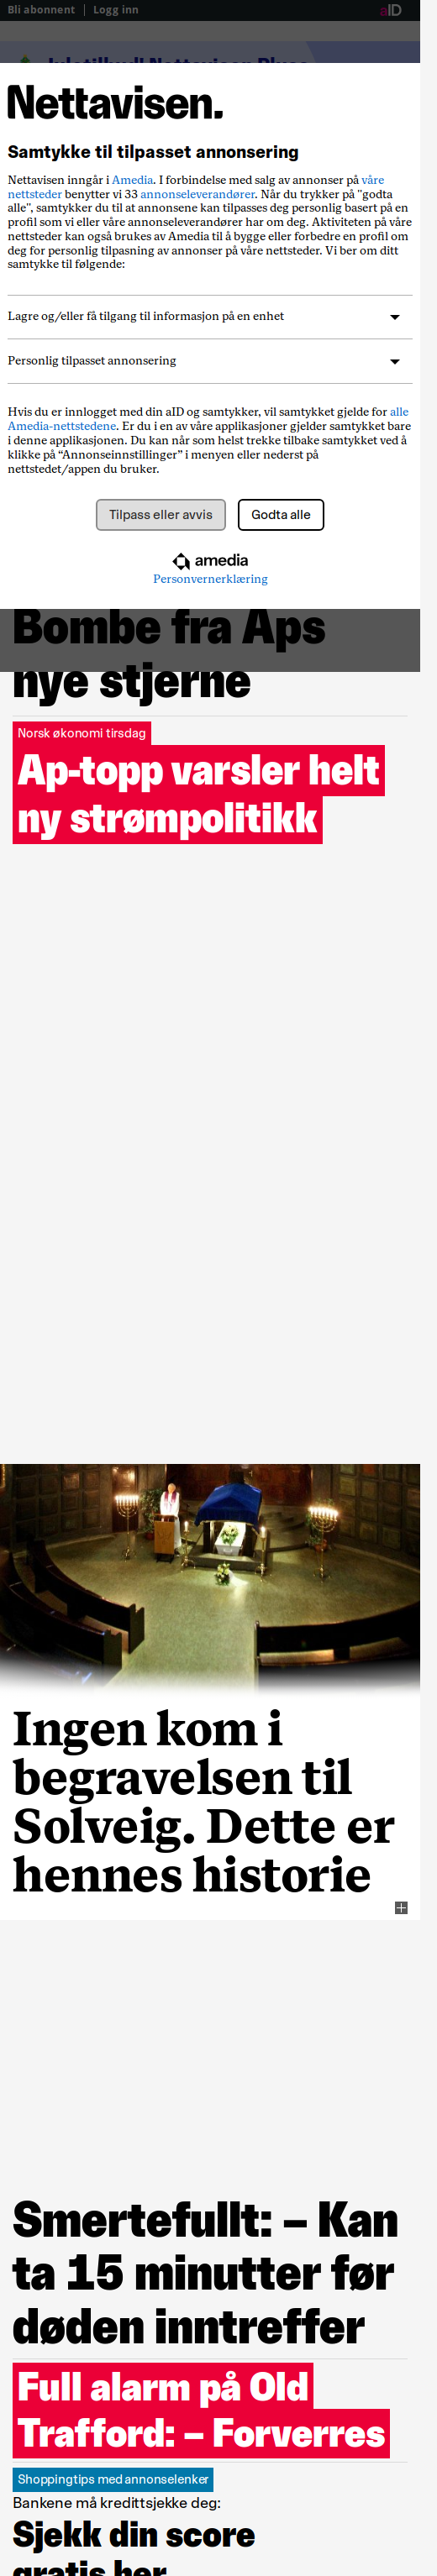 Bli abonnent | Logg inn
aID
Nettavisen.
Samtykke til tilpasset annonsering
Nettavisen inngår i Amedia. I forbindelse med salg av annonser på våre
nettsteder benytter vi 33 annonseleverandører. Når du trykker på "godta
alle", samtykker du til at annonsene kan tilpasses deg personlig basert på en
profil som vi eller våre annonseleverandører har om deg. Aktiviteten på våre
nettsteder kan også brukes av Amedia til å bygge eller forbedre en profil om
deg for personlig tilpasning av annonser på våre nettsteder. Vi ber om ditt
samtykke til følgende:
Lagre og/eller få tilgang til informasjon på en enhet
Personlig tilpasset annonsering
Hvis du er innlogget med din aID og samtykker, vil samtykket gjelde for alle
Amedia-nettstedene. Er du i en av våre applikasjoner gjelder samtykket bare
i denne applikasjonen. Du kan når som helst trekke tilbake samtykket ved å
klikke på “Annonseinnstillinger” i menyen eller nederst på
nettstedet/appen du bruker.
Tilpass eller avvis
Godta alle
amedia
Personvernerklæring
Bombe fra Aps
nye stjerne
Norsk økonomi tirsdag
Ap-topp varsler helt
ny strømpolitikk
Ingen kom i
begravelsen til
Solveig. Dette er
hennes historie
Smertefullt: – Kan
ta 15 minutter før
døden inntreffer
Full alarm på Old
Trafford: – Forverres
Shoppingtips med annonselenker
Bankene må kredittsjekke deg:
Sjekk din score
gratis her